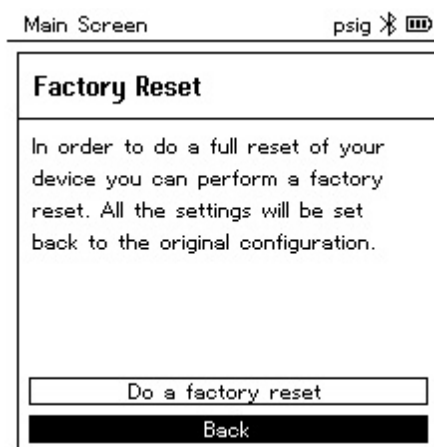 Main Screen psig
Factory Reset
In order to do a full reset of your
device you can perform a factory
reset. All the settings will be set
back to the original configuration.
Do a factory reset
Back